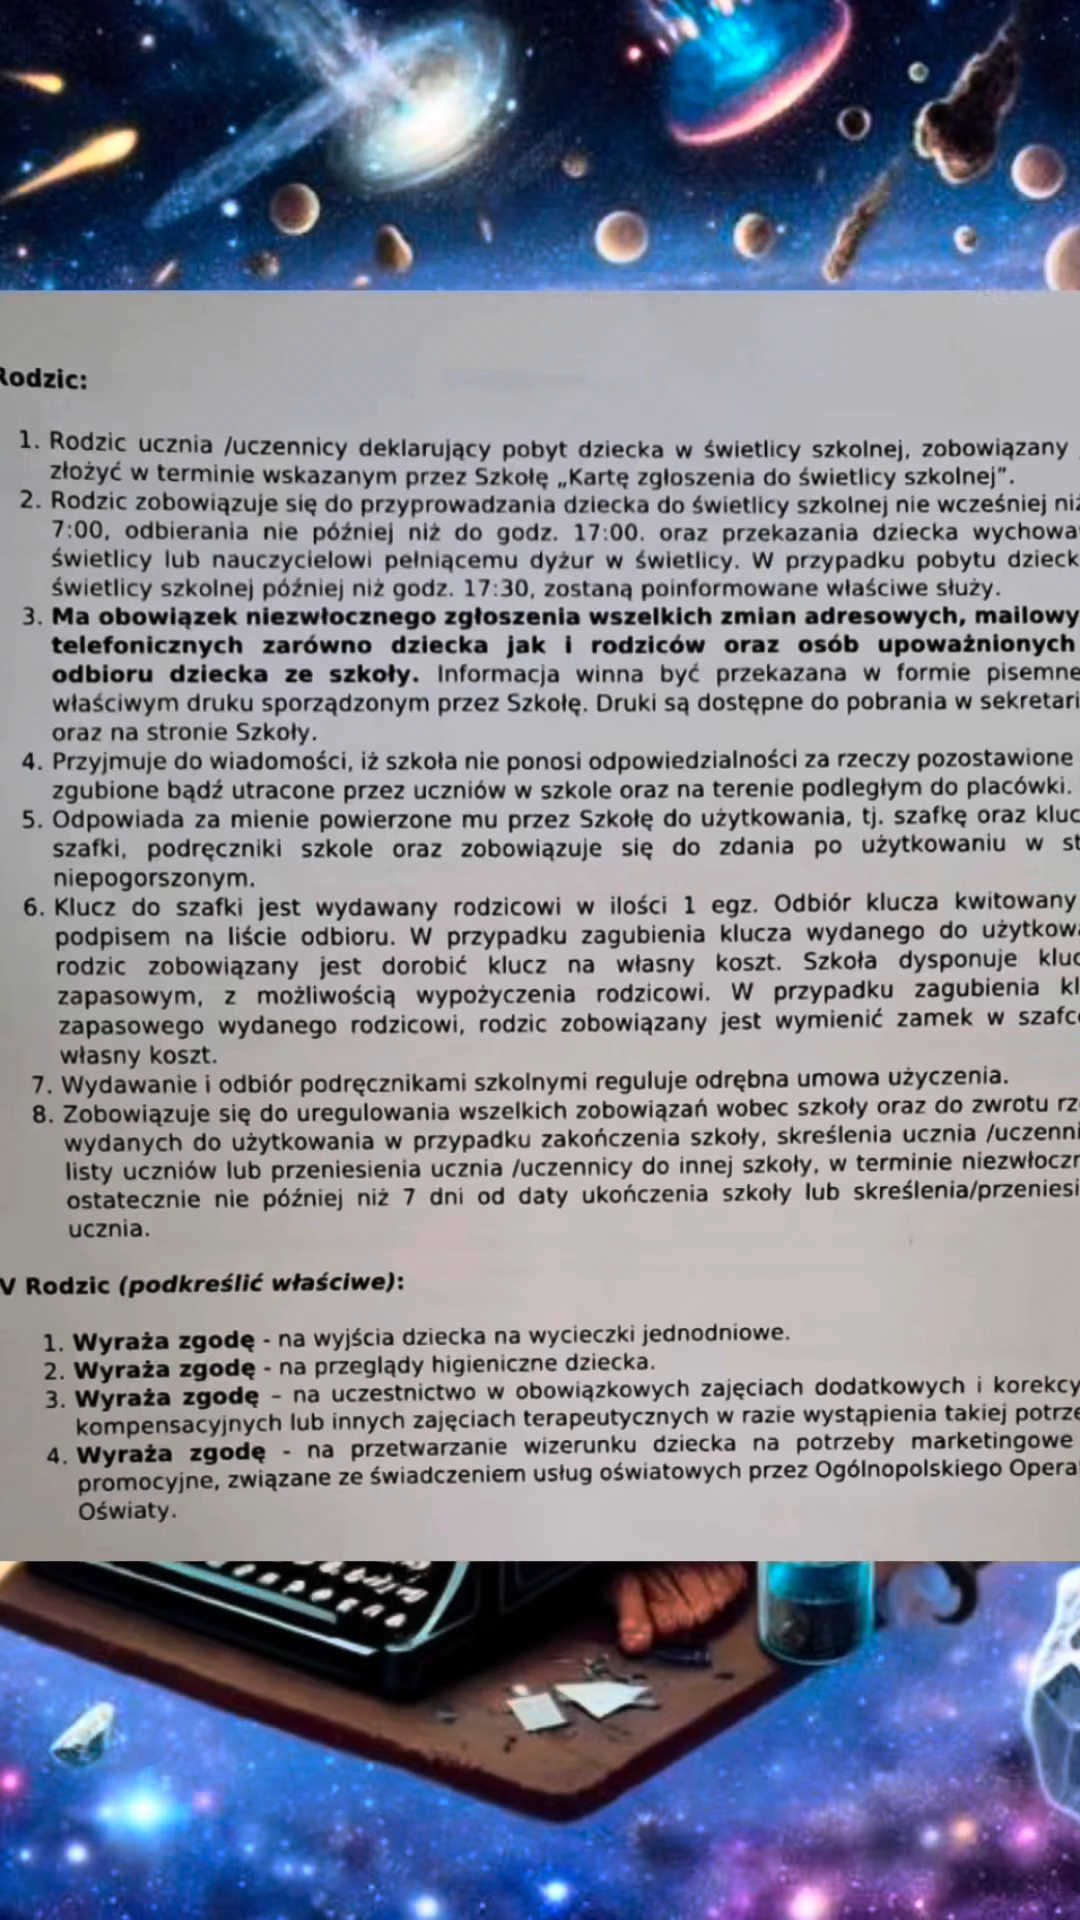 Rodzic:
1. Rodzic ucznia /uczennicy deklarujący pobyt dziecka w świetlicy szkolnej, zobowiązany
złożyć w terminie wskazanym przez Szkołę „Kartę zgłoszenia do świetlicy szkolnej”.
2. Rodzic zobowiązuje się do przyprowadzania dziecka do świetlicy szkolnej nie wcześniej niż
7:00, odbierania nie później niż do godz. 17:00. oraz przekazania dziecka
świetlicy lub nauczycielowi pełniącemu dyżur w świetlicy. W przypadku pobytu
świetlicy szkolnej później niż godz. 17:30, zostaną poinformowane właściwe służy.
3. Ma obowiązek niezwłocznego zgłoszenia wszelkich zmian adresowych,
telefonicznych zarówno dziecka jak i rodziców oraz osób upoważnionych
odbioru dziecka ze szkoły. Informacja winna być przekazana w formie
właściwym druku sporządzonym przez Szkołę. Druki są dostępne do pobrania w
oraz na stronie Szkoły.
4. Przyjmuje do wiadomości, iż szkoła nie ponosi odpowiedzialności za rzeczy pozostawione
zgubione bądź utracone przez uczniów w szkole oraz na terenie podległym do placówki.
5. Odpowiada za mienie powierzone mu przez Szkołę do użytkowania, tj. szafkę oraz
szafki, podręczniki szkole oraz zobowiązuje się do zdania po użytkowaniu w
niepogorszonym.
6. Klucz do szafki jest wydawany rodzicowi w ilości 1 egz. Odbiór klucza kwitowany
podpisem na liście odbioru. W przypadku zagubienia klucza wydanego do
rodzic zobowiązany jest dorobić klucz na własny koszt. Szkoła dysponuje
zapasowym, z możliwością wypożyczenia rodzicowi. W przypadku zagubienia
zapasowego wydanego rodzicowi, rodzic zobowiązany jest wymienić zamek w
własny koszt.
7. Wydawanie i odbiór podręcznikami szkolnymi reguluje odrębna umowa użyczenia.
8. Zobowiązuje się do uregulowania wszelkich zobowiązań wobec szkoły oraz do zwrotu
wydanych do użytkowania w przypadku zakończenia szkoły, skreślenia ucznia
listy uczniów lub przeniesienia ucznia /uczennicy do innej szkoły, w terminie
ostatecznie nie później niż 7 dni od daty ukończenia szkoły lub
ucznia.
V Rodzic (podkreślić właściwe):
1. Wyraża zgodę - na wyjścia dziecka na wycieczki jednodniowe.
2. Wyraża zgodę - na przeglądy higieniczne dziecka.
3. Wyraża zgodę – na uczestnictwo w obowiązkowych zajęciach dodatkowych i
kompensacyjnych lub innych zajęciach terapeutycznych w razie wystąpienia takiej
4. Wyraża zgodę - na przetwarzanie wizerunku dziecka na potrzeby marketingowe
promocyjne, związane ze świadczeniem usług oświatowych przez Ogólnopolskiego
Oświaty.